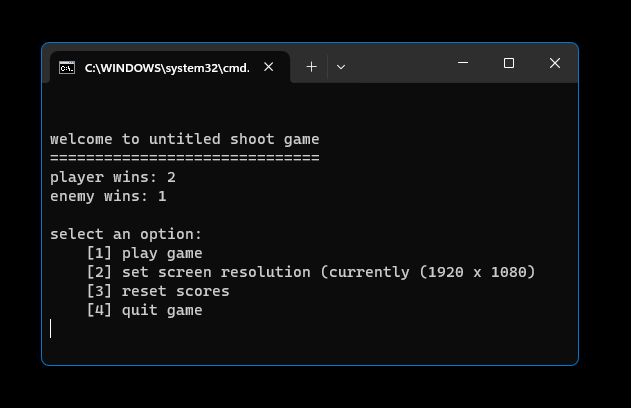 C:\WINDOWS\system32\cmd.
welcome to untitled shoot game
==============================
player wins: 2
enemy wins: 1
select an option:
[1] play game
[2] set screen resolution (currently (1920 x 1080)
[3] reset scores
[4] quit game